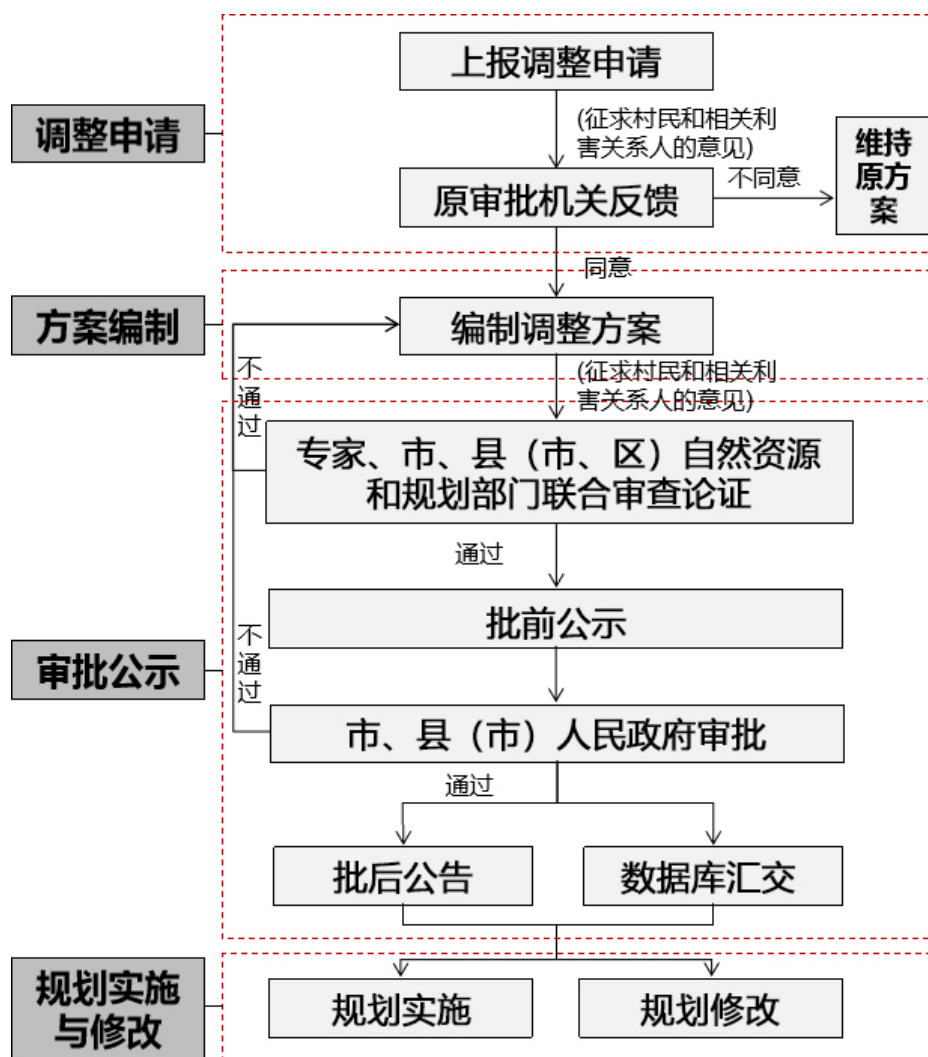 上报调整申请
(征求村民和相关利
害关系人的意见)
调整申请
维持
原方
案
不同意
原审批机关反馈
同意
方案编制
编制调整方案
(征求村民和相关利
害关系人的意见)
不
通
过
专家、市、县（市、区）自然资源
和规划部门联合审查论证
通过
批前公示
不
通
过
审批公示
市、县（市）人民政府审批
通过
批后公告
数据库汇交
规划实施
与修改
规划实施
规划修改